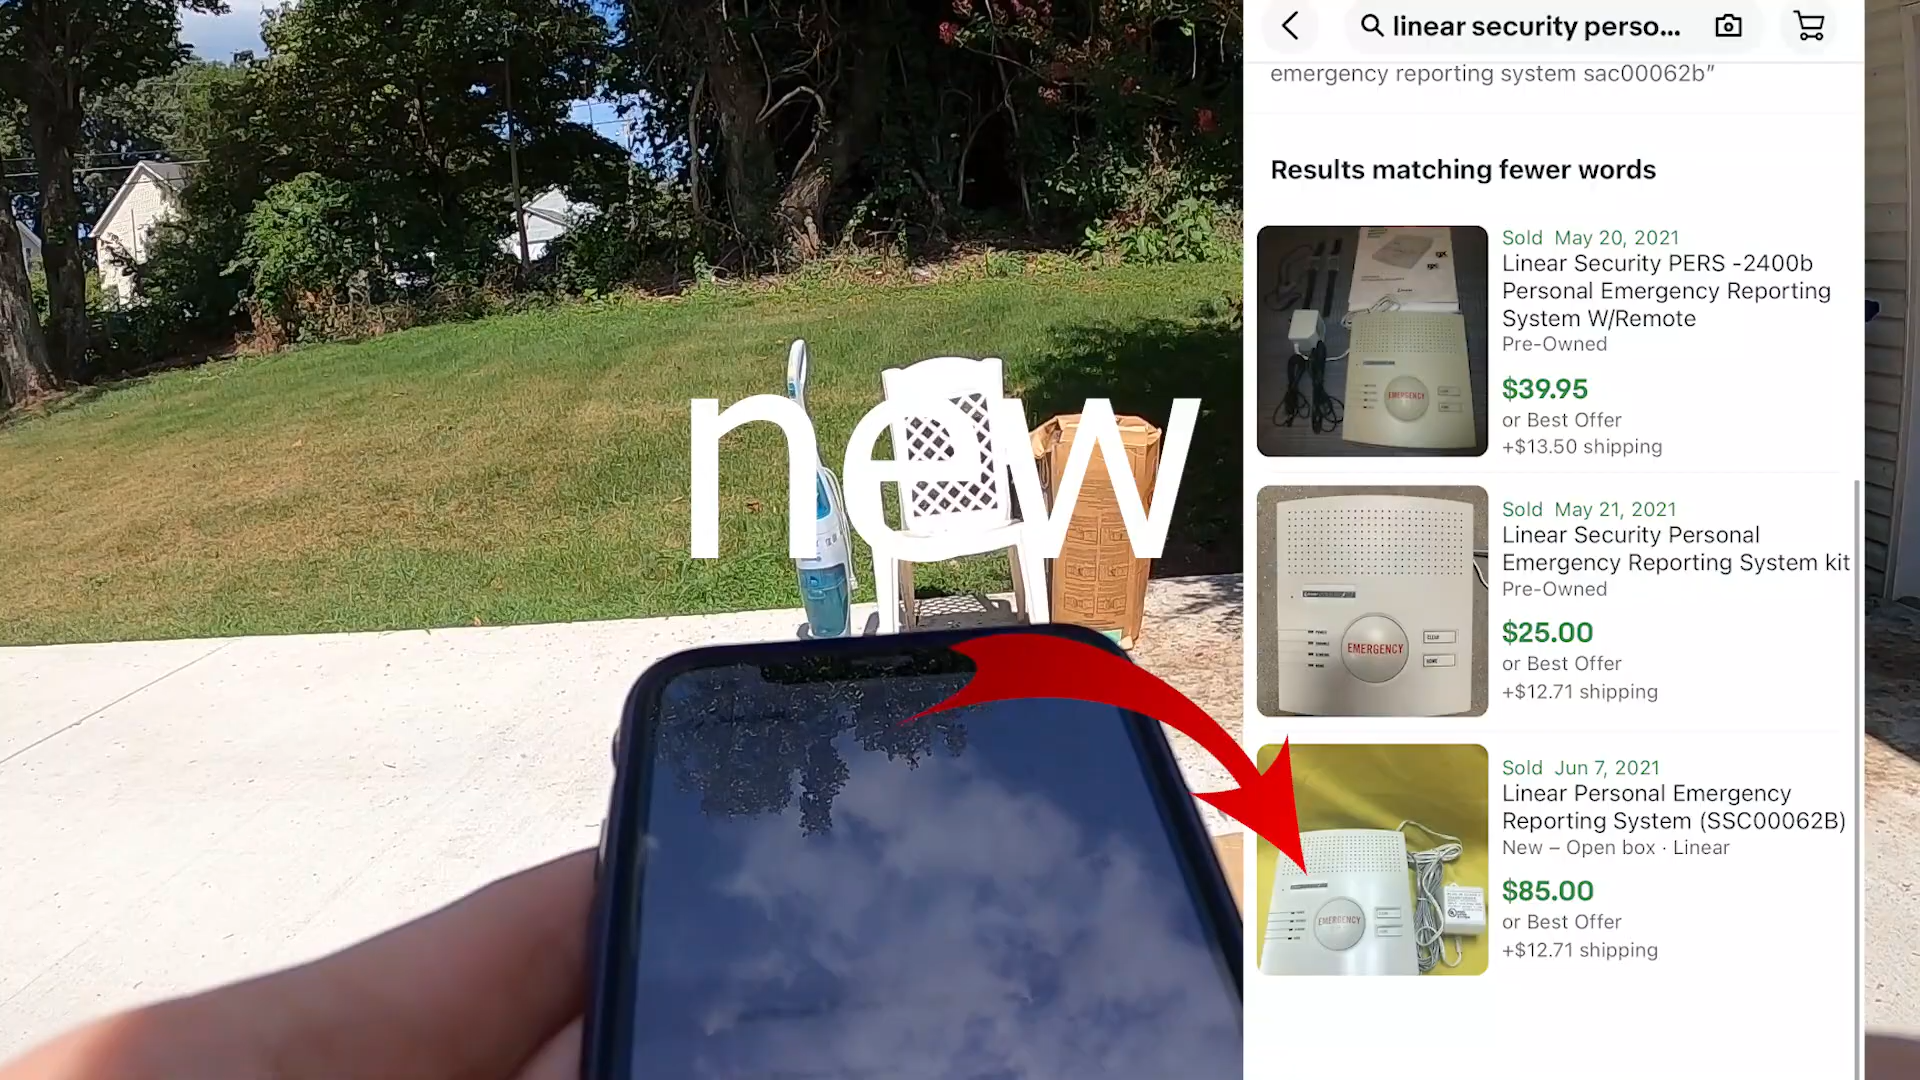 new
linear security perso...
emergency reporting system sac00062b"
Results matching fewer words
Sold May 20, 2021
Linear Security PERS -2400b
Personal Emergency Reporting
System W/Remote
Pre-Owned
$39.95
or Best Offer
+$13.50 shipping
EMERGENCY
Sold May 21, 2021
Linear Security Personal
Emergency Reporting System kit
Pre-Owned
$25.00
or Best Offer
+$12.71 shipping
EMERGENCY
CLEAR
HOME
Sold Jun 7, 2021
Linear Personal Emergency
Reporting System (SSC00062B)
New – Open box · Linear
$85.00
or Best Offer
+$12.71 shipping
EMERGENCY